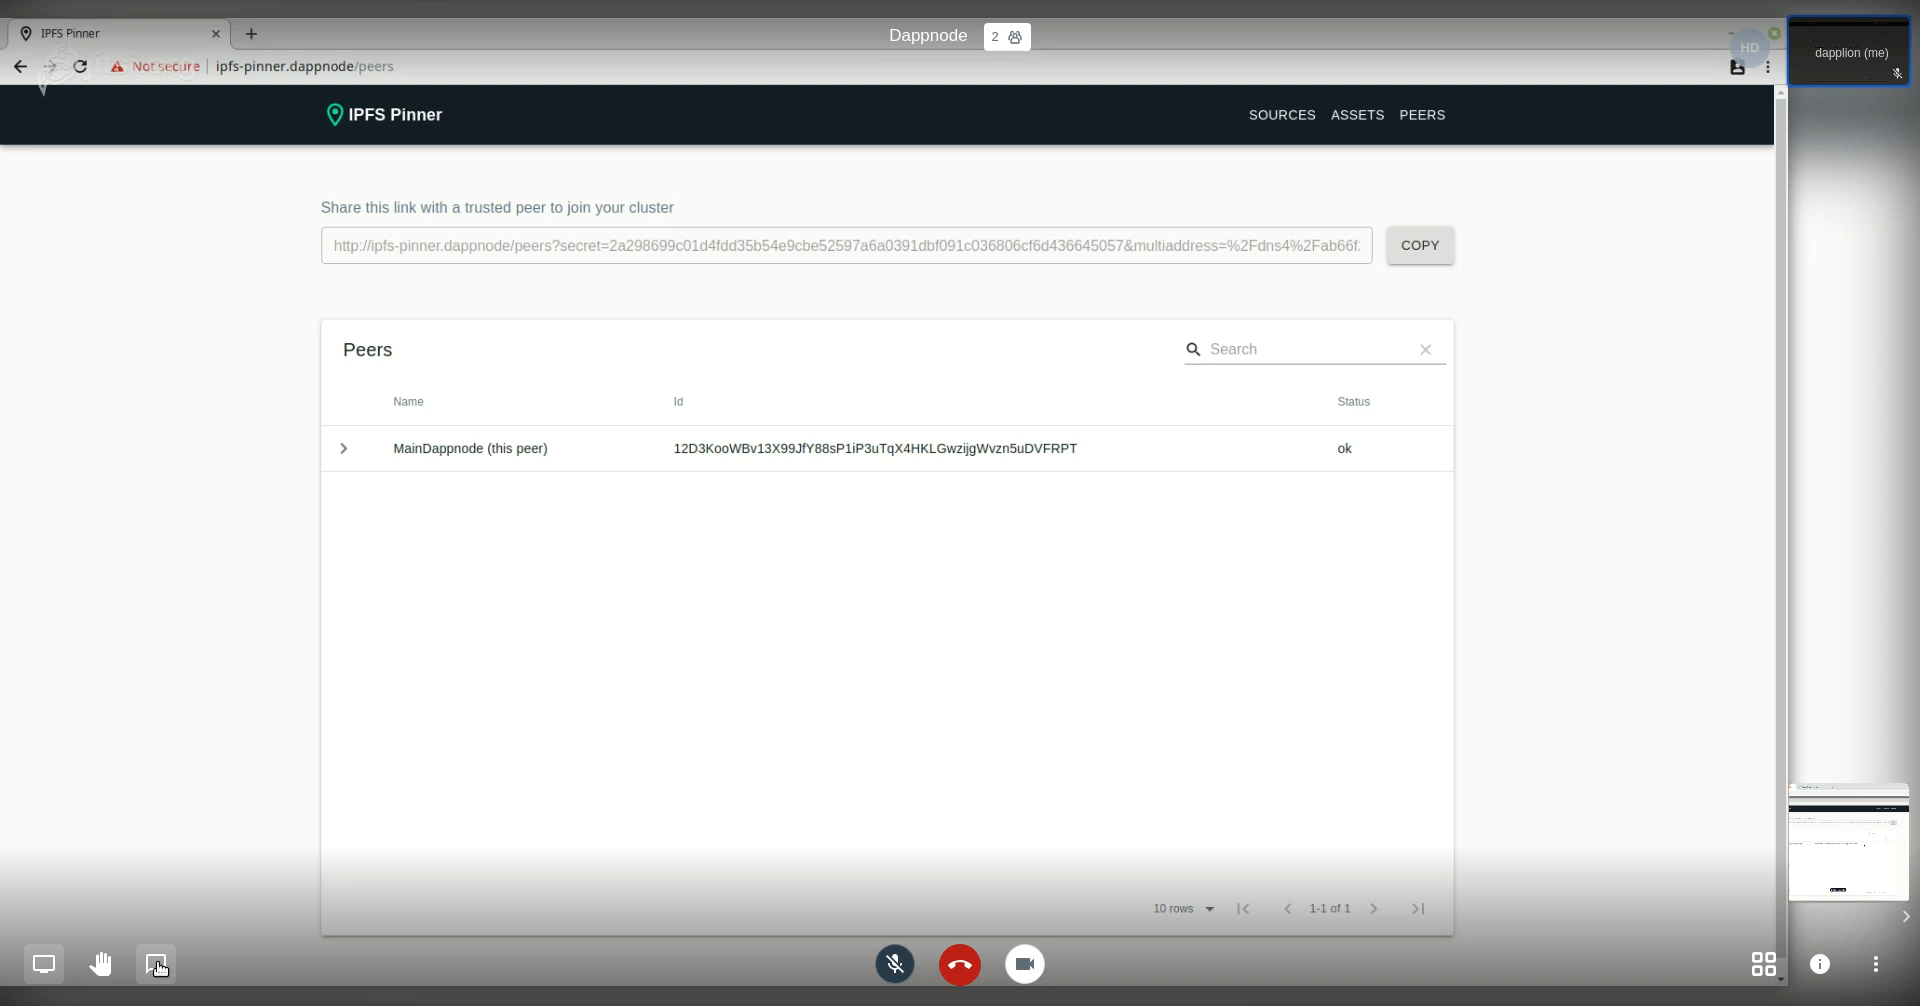 IPFS Pinner
Dappnode 2
HD
dapplion (me)
Not secure ipfs-pinner.dappnode/peers
IPFS Pinner
SOURCES ASSETS PEERS
Share this link with a trusted peer to join your cluster
http://ipfs-pinner.dappnode/peers?secret=2a298699c01d4fdd35b54e9cbe52597a6a0391dbf091c036806cf6d436645057&multiaddress=%2Fdns4%2Fab66f
COPY
Peers
Search
Name Id Status
MainDappnode (this peer) 12D3KooWBv13X99JfY88sP1iP3uTqX4HKLGwzijgWvzn5uDVFRPT ok
10 rows 1-1 of 1